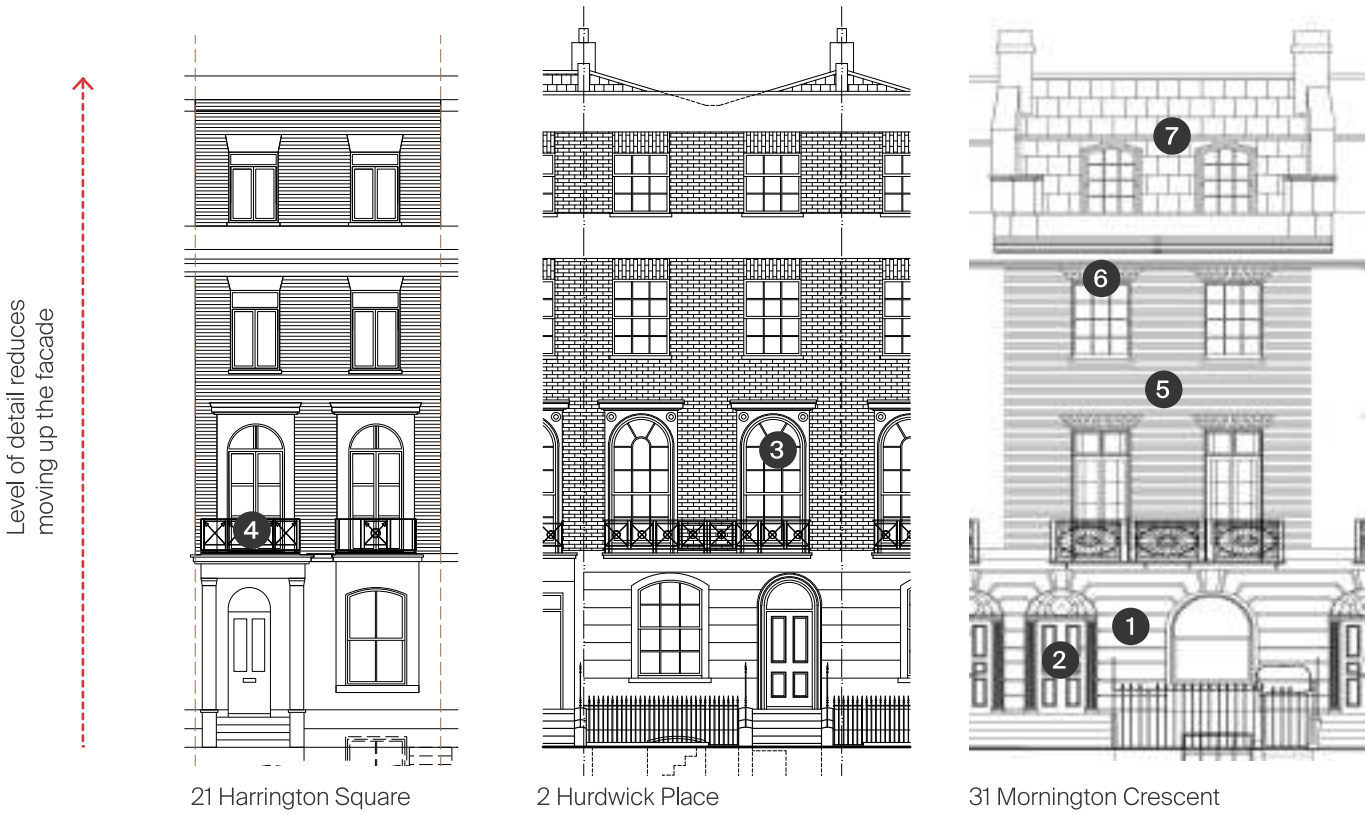 Level of detail reduces
moving up the facade
7
6
5
3
4
1
2
21 Harrington Square
2 Hurdwick Place
31 Mornington Crescent